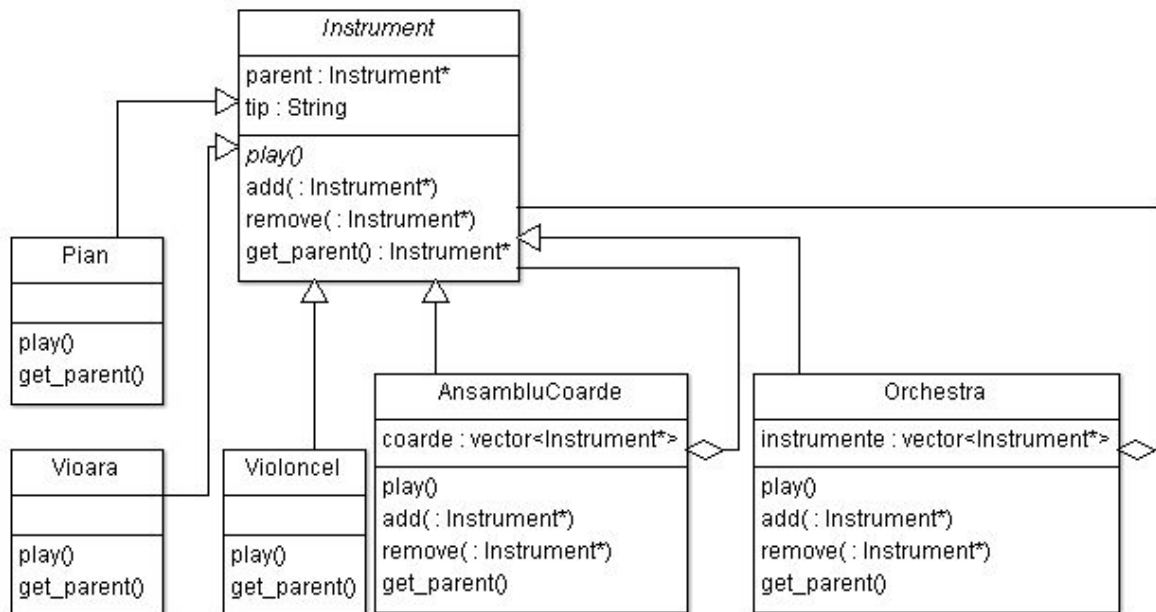 Instrument
parent : Instrument*
tip : String
play()
add( : Instrument*)
remove( : Instrument*)
get_parent() : Instrument*
Pian
play()
get_parent()
Vioara
play()
get_parent()
Violoncel
play()
get_parent()
AnsambluCoarde
coarde : vector<Instrument*>
play()
add( : Instrument*)
remove( : Instrument*)
get_parent()
Orchestra
instrumente : vector<Instrument*>
play()
add( : Instrument*)
remove( : Instrument*)
get_parent()